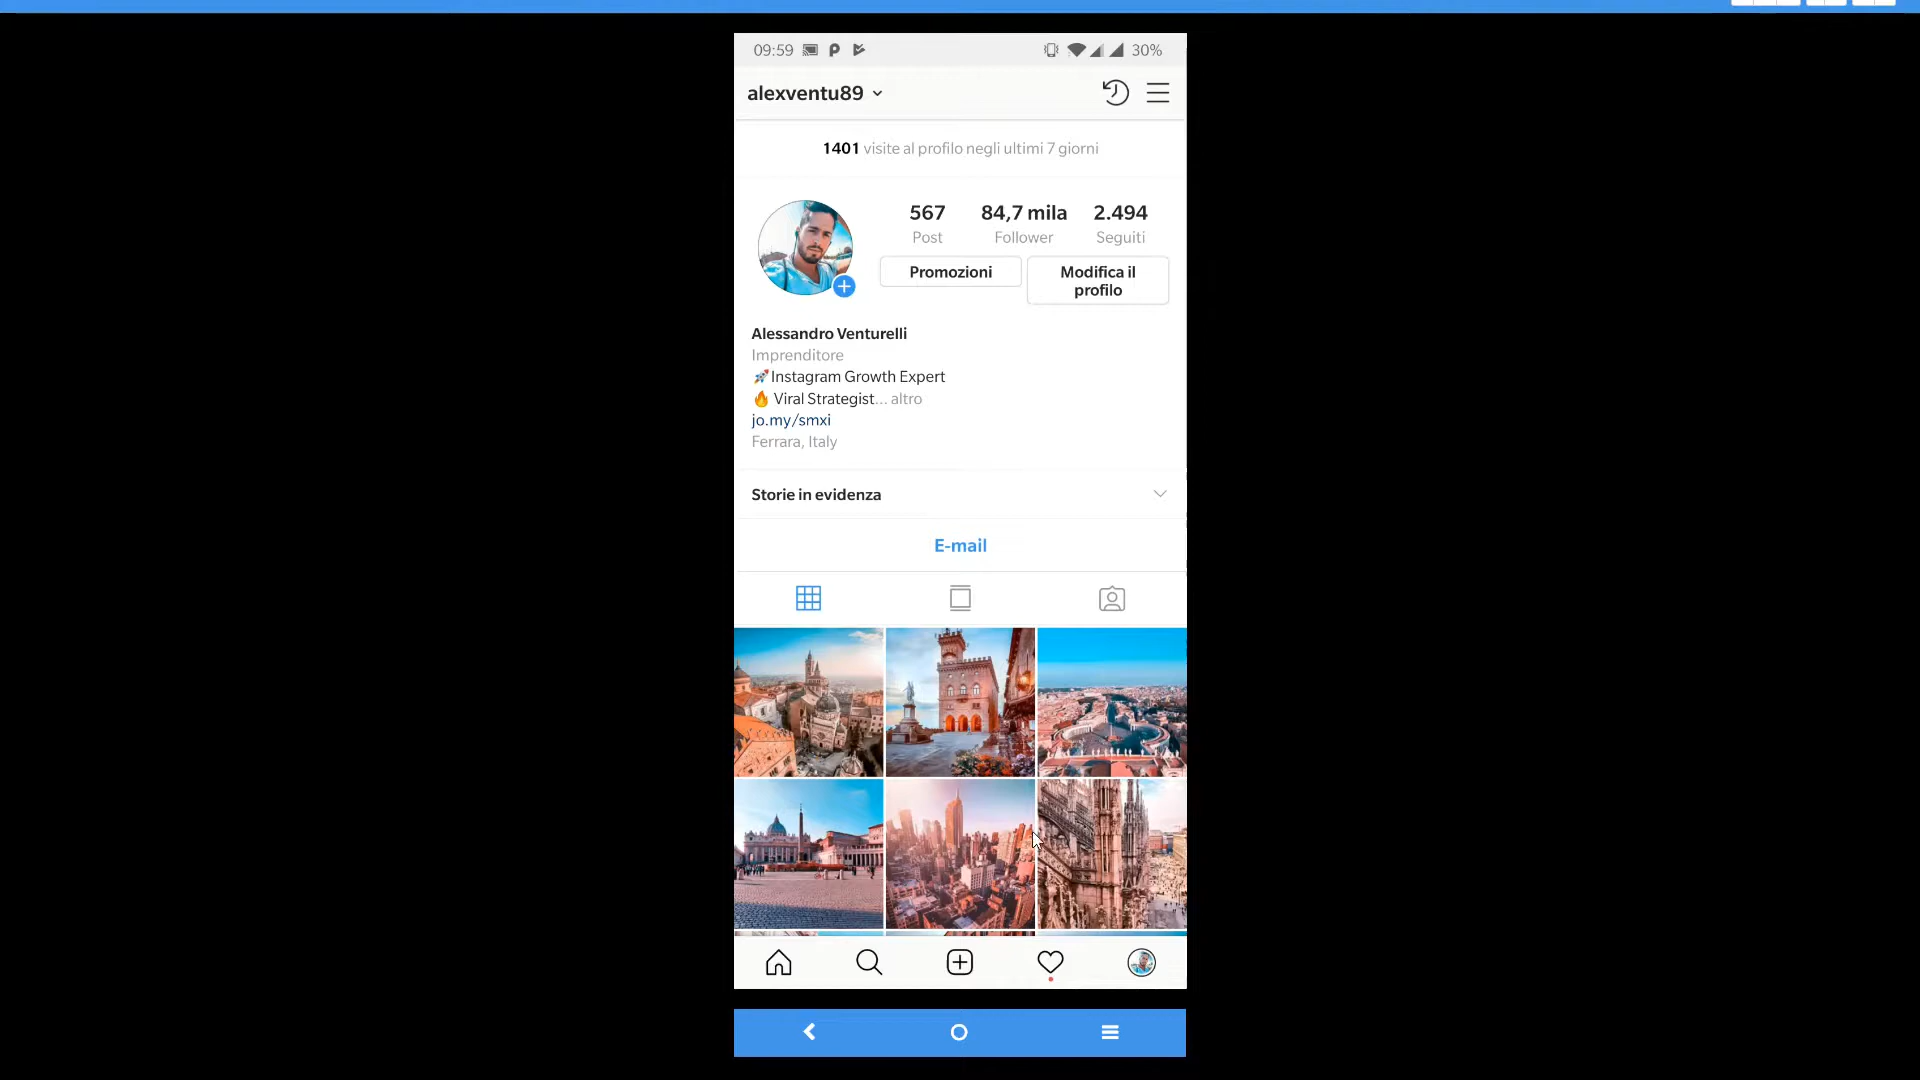 09:59
30%
alexventu89
1401 visite al profilo negli ultimi 7 giorni
567 84,7 mila 2.494
Post Follower Seguiti
Promozioni
Modifica il
profilo
Alessandro Venturelli
Imprenditore
🚀Instagram Growth Expert
🔥 Viral Strategist... altro
jo.my/smxi
Ferrara, Italy
Storie in evidenza
E-mail